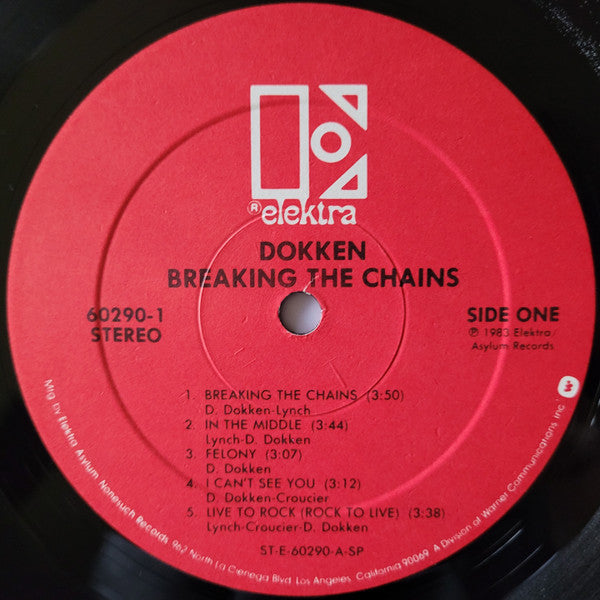 ® elektra
DOKKEN
BREAKING THE CHAINS
60290-1
STEREO
SIDE ONE
℗ 1983 Elektra/
Asylum Records
1. BREAKING THE CHAINS (3:50)
D. Dokken-Lynch
2. IN THE MIDDLE (3:44)
Lynch-D. Dokken
3. FELONY (3:07)
D. Dokken
4. I CAN'T SEE YOU (3:12)
D. Dokken-Croucier
5. LIVE TO ROCK (ROCK TO LIVE) (3:38)
Lynch-Croucier-D. Dokken
ST-E-60290-A-SP
Mfg by Elektra Asylum Nonesuch Records 962 North La Cienega Blvd. Los Angeles, California 90069 A Division of Warner Communications Inc